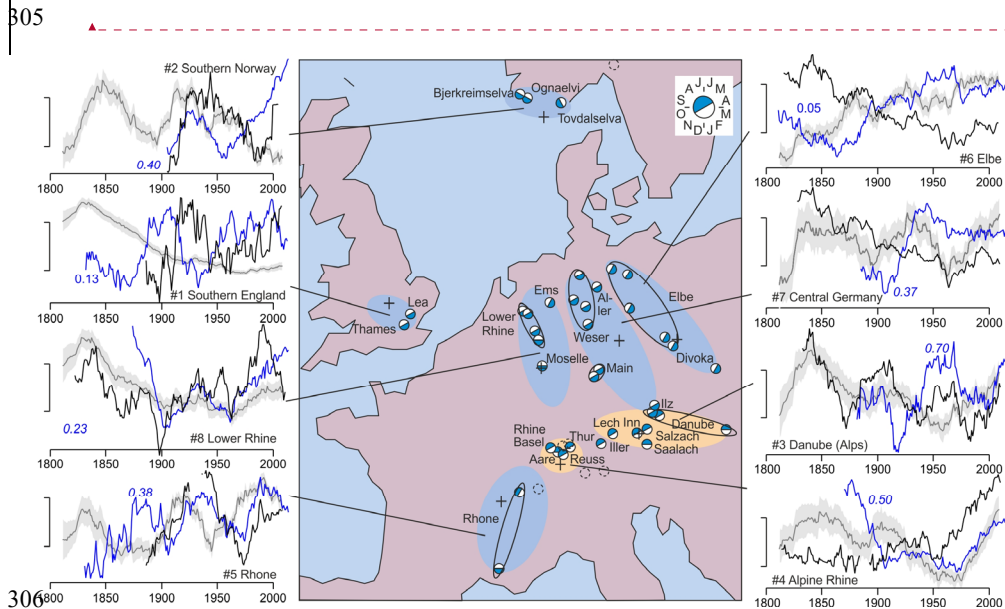 305
#2 Southern Norway
0.40
1800 1850 1900 1950 2000
0.13
#1 Southern England
1800 1850 1900 1950 2000
0.23
#8 Lower Rhine
1800 1850 1900 1950 2000
0.38
#5 Rhone
1800 1850 1900 1950 2000
306
Bjerkreimselva
Ognaelvi
Tovdalselva
A J J M
S A
O M
N D J F
Lea
Thames
Ems
Lower
Rhine
Moselle
Al-
ler
Weser
Main
Elbe
Divoka
Ilz
Lech Inn
Danube
Salzach
Saalach
Iller
Rhine
Basel
Thur
Aare
Reuss
Rhone
0.05
#6 Elbe
1800 1850 1900 1950 2000
#7 Central Germany
0.37
1800 1850 1900 1950 2000
0.70
#3 Danube (Alps)
1800 1850 1900 1950 2000
0.50
#4 Alpine Rhine
1800 1850 1900 1950 2000